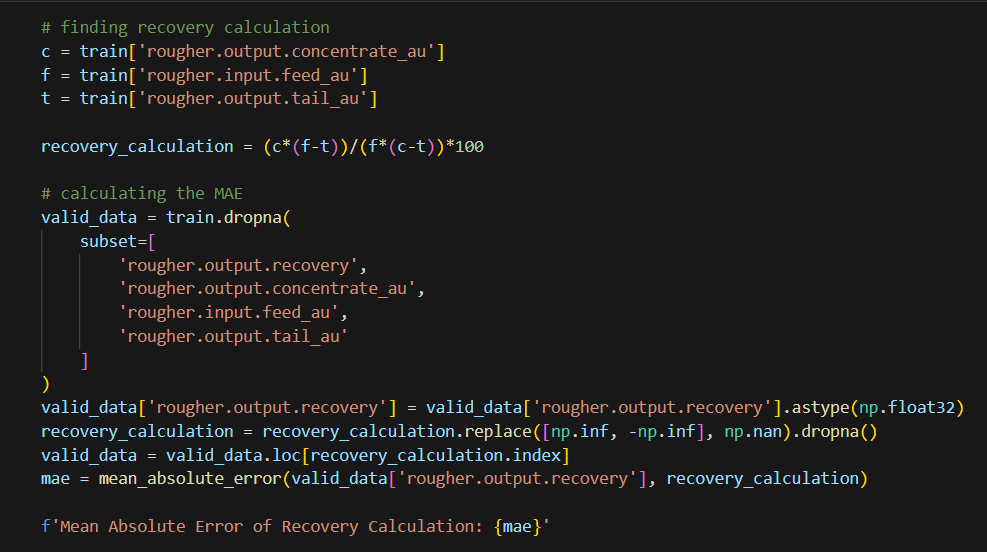 # finding recovery calculation
c = train['rougher.output.concentrate_au']
f = train['rougher.input.feed_au']
t = train['rougher.output.tail_au']

recovery_calculation = (c*(f-t))/(f*(c-t))*100

# calculating the MAE
valid_data = train.dropna(
    subset=[
        'rougher.output.recovery',
        'rougher.output.concentrate_au',
        'rougher.input.feed_au',
        'rougher.output.tail_au'
    ]
)
valid_data['rougher.output.recovery'] = valid_data['rougher.output.recovery'].astype(np.float32)
recovery_calculation = recovery_calculation.replace([np.inf, -np.inf], np.nan).dropna()
valid_data = valid_data.loc[recovery_calculation.index]
mae = mean_absolute_error(valid_data['rougher.output.recovery'], recovery_calculation)

f'Mean Absolute Error of Recovery Calculation: {mae}'